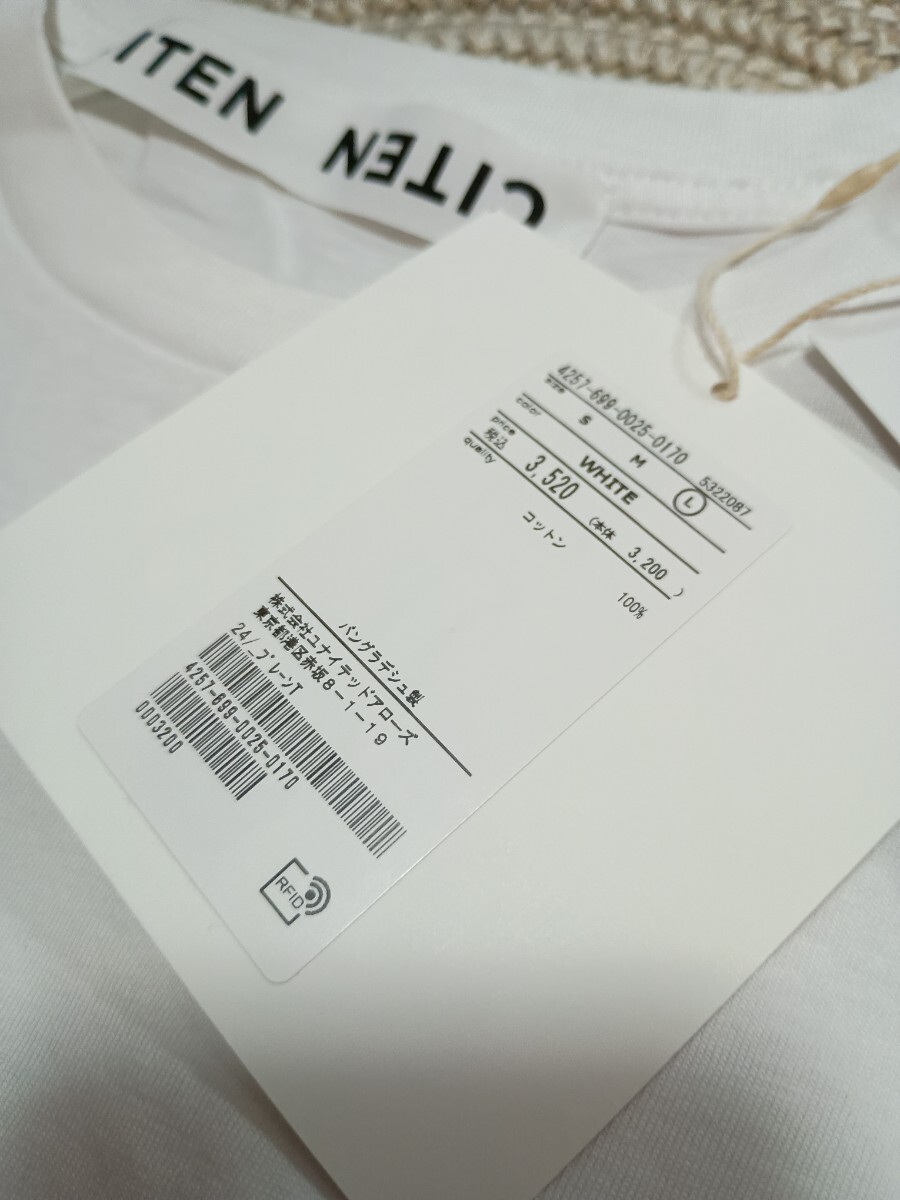 ITEN CITEN
4257-699-0025-0170 5322087
size S M L
color WHITE
price 税込 3,520 (本体 3,200 )
quality
コットン 100%
バングラデシュ製
株式会社ユナイテッドアローズ
東京都港区赤坂8-1-19
24/_プレーンT
4257-699-0025-0170
0003200
RFID